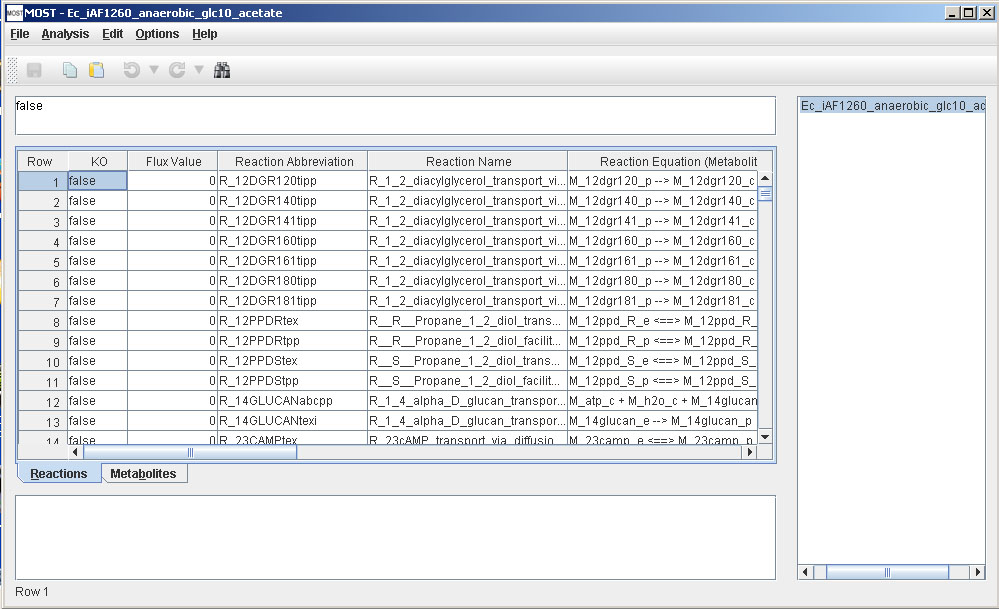 MOST MOST - Ec_iAF1260_anaerobic_glc10_acetate
File Analysis Edit Options Help
false
Ec_iAF1260_anaerobic_glc10_ac
Row KO Flux Value Reaction Abbreviation Reaction Name Reaction Equation (Metabolit
1 false 0 R_12DGR120tipp R_1_2_diacylglycerol_transport_vi... M_12dgr120_p --> M_12dgr120_c
2 false 0 R_12DGR140tipp R_1_2_diacylglycerol_transport_vi... M_12dgr140_p --> M_12dgr140_c
3 false 0 R_12DGR141tipp R_1_2_diacylglycerol_transport_vi... M_12dgr141_p --> M_12dgr141_c
4 false 0 R_12DGR160tipp R_1_2_diacylglycerol_transport_vi... M_12dgr160_p --> M_12dgr160_c
5 false 0 R_12DGR161tipp R_1_2_diacylglycerol_transport_vi... M_12dgr161_p --> M_12dgr161_c
6 false 0 R_12DGR180tipp R_1_2_diacylglycerol_transport_vi... M_12dgr180_p --> M_12dgr180_c
7 false 0 R_12DGR181tipp R_1_2_diacylglycerol_transport_vi... M_12dgr181_p --> M_12dgr181_c
8 false 0 R_12PPDRtex R__R__Propane_1_2_diol_trans... M_12ppd_R_e <==> M_12ppd_R_
9 false 0 R_12PPDRtpp R__R__Propane_1_2_diol_facilit... M_12ppd_R_p <==> M_12ppd_R_
10 false 0 R_12PPDStex R__S__Propane_1_2_diol_trans... M_12ppd_S_e <==> M_12ppd_S_
11 false 0 R_12PPDStpp R__S__Propane_1_2_diol_facilit... M_12ppd_S_p <==> M_12ppd_S_
12 false 0 R_14GLUCANabcpp R_1_4_alpha_D_glucan_transpor... M_atp_c + M_h2o_c + M_14glucan
13 false 0 R_14GLUCANtexi R_1_4_alpha_D_glucan_transpor... M_14glucan_e --> M_14glucan_p
14 false 0 R_23CAMPtex R_23cAMP_transport_via_diffusio... M_23camp_e <==> M_23camp_p
Reactions Metabolites
Row 1